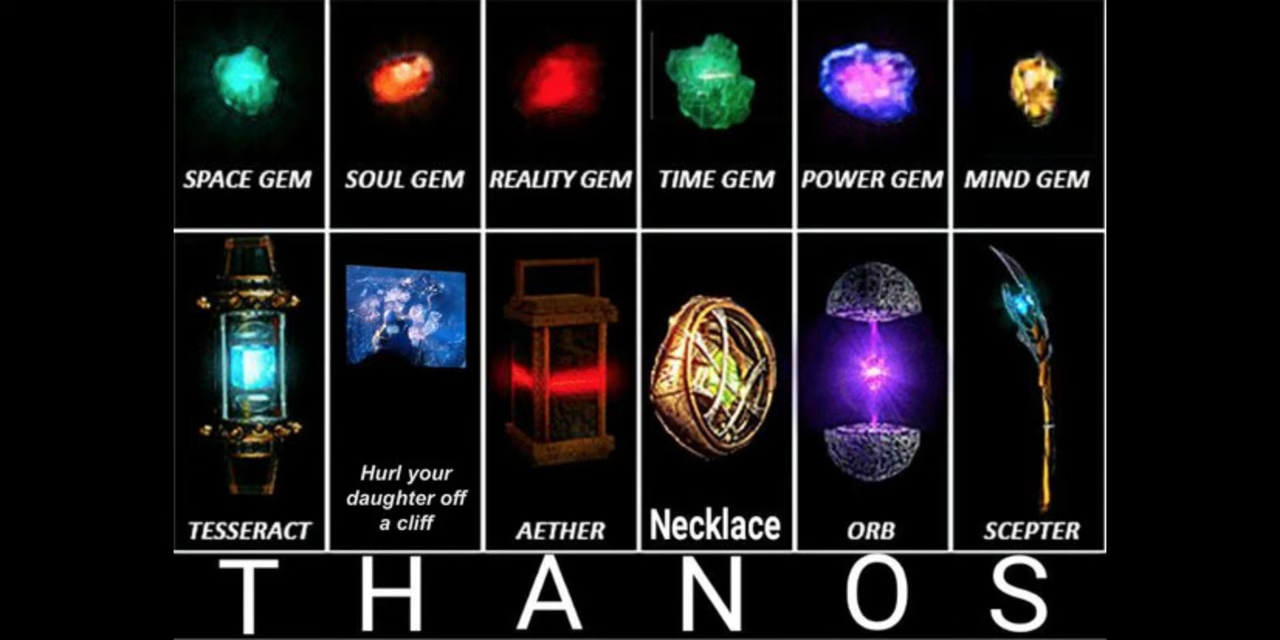 SPACE GEM
SOUL GEM
REALITY GEM
TIME GEM
POWER GEM
MIND GEM
TESSERACT
Hurl your
daughter off
a cliff
AETHER
Necklace
ORB
SCEPTER
T H A N O S